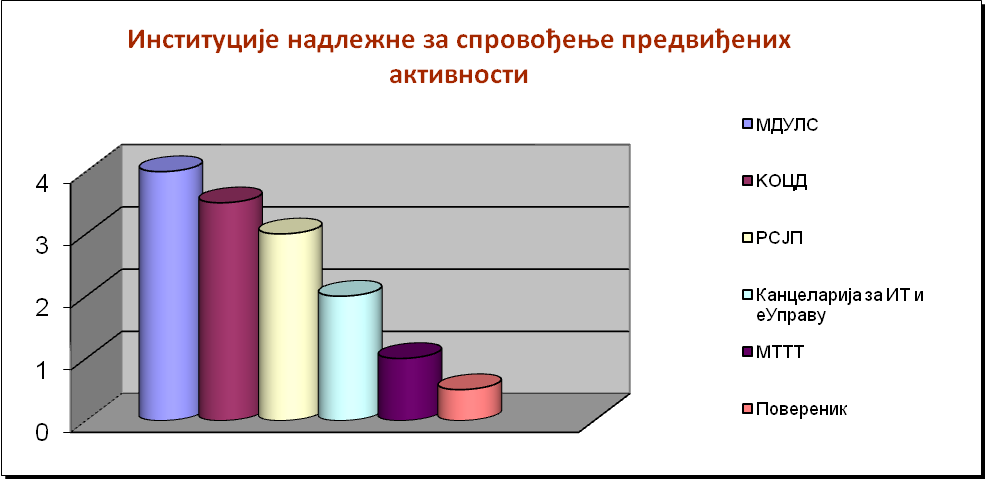 Институције надлежне за спровођење предвиђених
активности
4
3
2
1
0
МДУЛС
КОЦД
РСЈП
Канцеларија за ИТ и
еУправу
МТТТ
Повереник